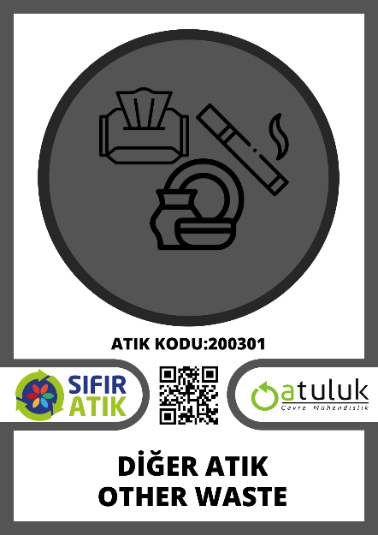 ATIK KODU:200301
SIFIR
ATIK
atuluk
Çevre Mühendislik
DİĞER ATIK
OTHER WASTE